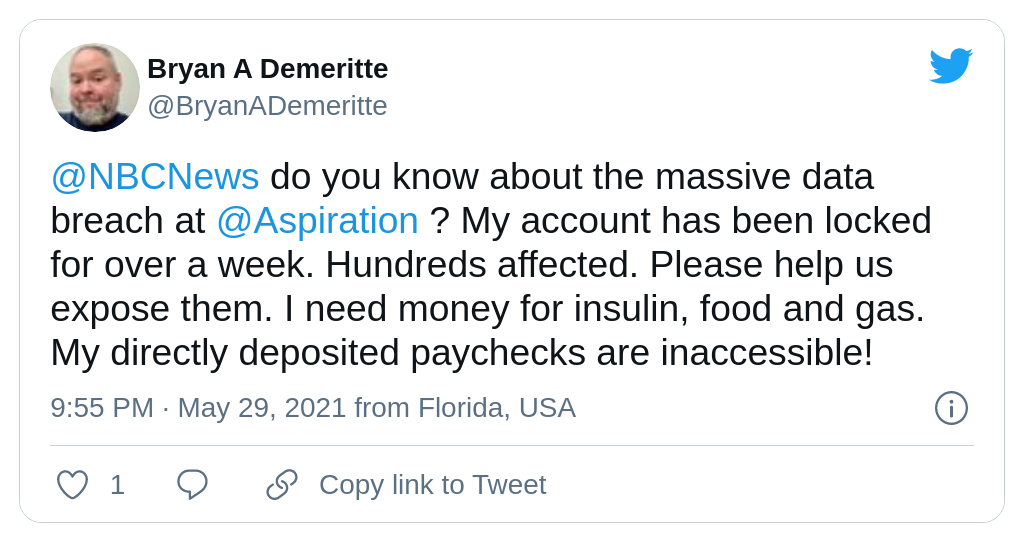 Bryan A Demeritte
@BryanADemeritte
@NBCNews do you know about the massive data
breach at @Aspiration ? My account has been locked
for over a week. Hundreds affected. Please help us
expose them. I need money for insulin, food and gas.
My directly deposited paychecks are inaccessible!
9:55 PM · May 29, 2021 from Florida, USA
1 Copy link to Tweet